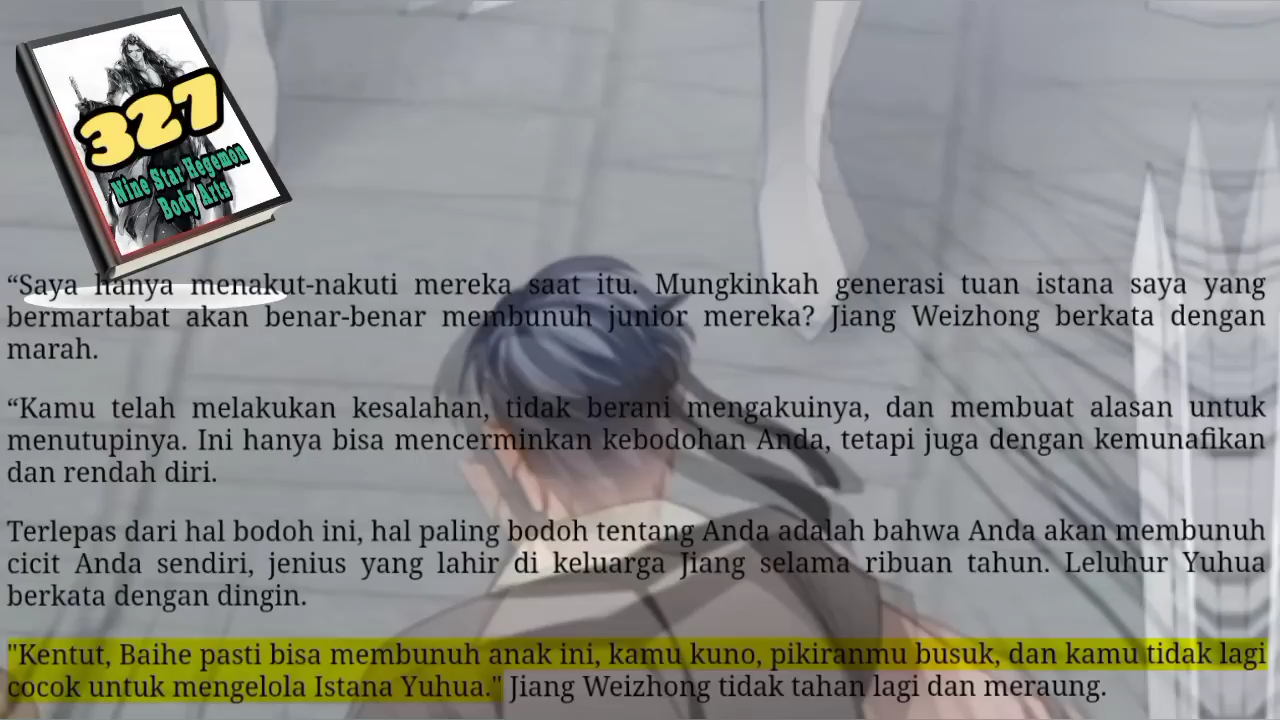 327
Nine Star Hegemon
Body Arts
“Saya hanya menakut-nakuti mereka saat itu. Mungkinkah generasi tuan istana saya yang
bermartabat akan benar-benar membunuh junior mereka? Jiang Weizhong berkata dengan
marah.
“Kamu telah melakukan kesalahan, tidak berani mengakuinya, dan membuat alasan untuk
menutupinya. Ini hanya bisa mencerminkan kebodohan Anda, tetapi juga dengan kemunafikan
dan rendah diri.
Terlepas dari hal bodoh ini, hal paling bodoh tentang Anda adalah bahwa Anda akan membunuh
cicit Anda sendiri, jenius yang lahir di keluarga Jiang selama ribuan tahun. Leluhur Yuhua
berkata dengan dingin.
"Kentut, Baihe pasti bisa membunuh anak ini, kamu kuno, pikiranmu busuk, dan kamu tidak lagi
cocok untuk mengelola Istana Yuhua." Jiang Weizhong tidak tahan lagi dan meraung.